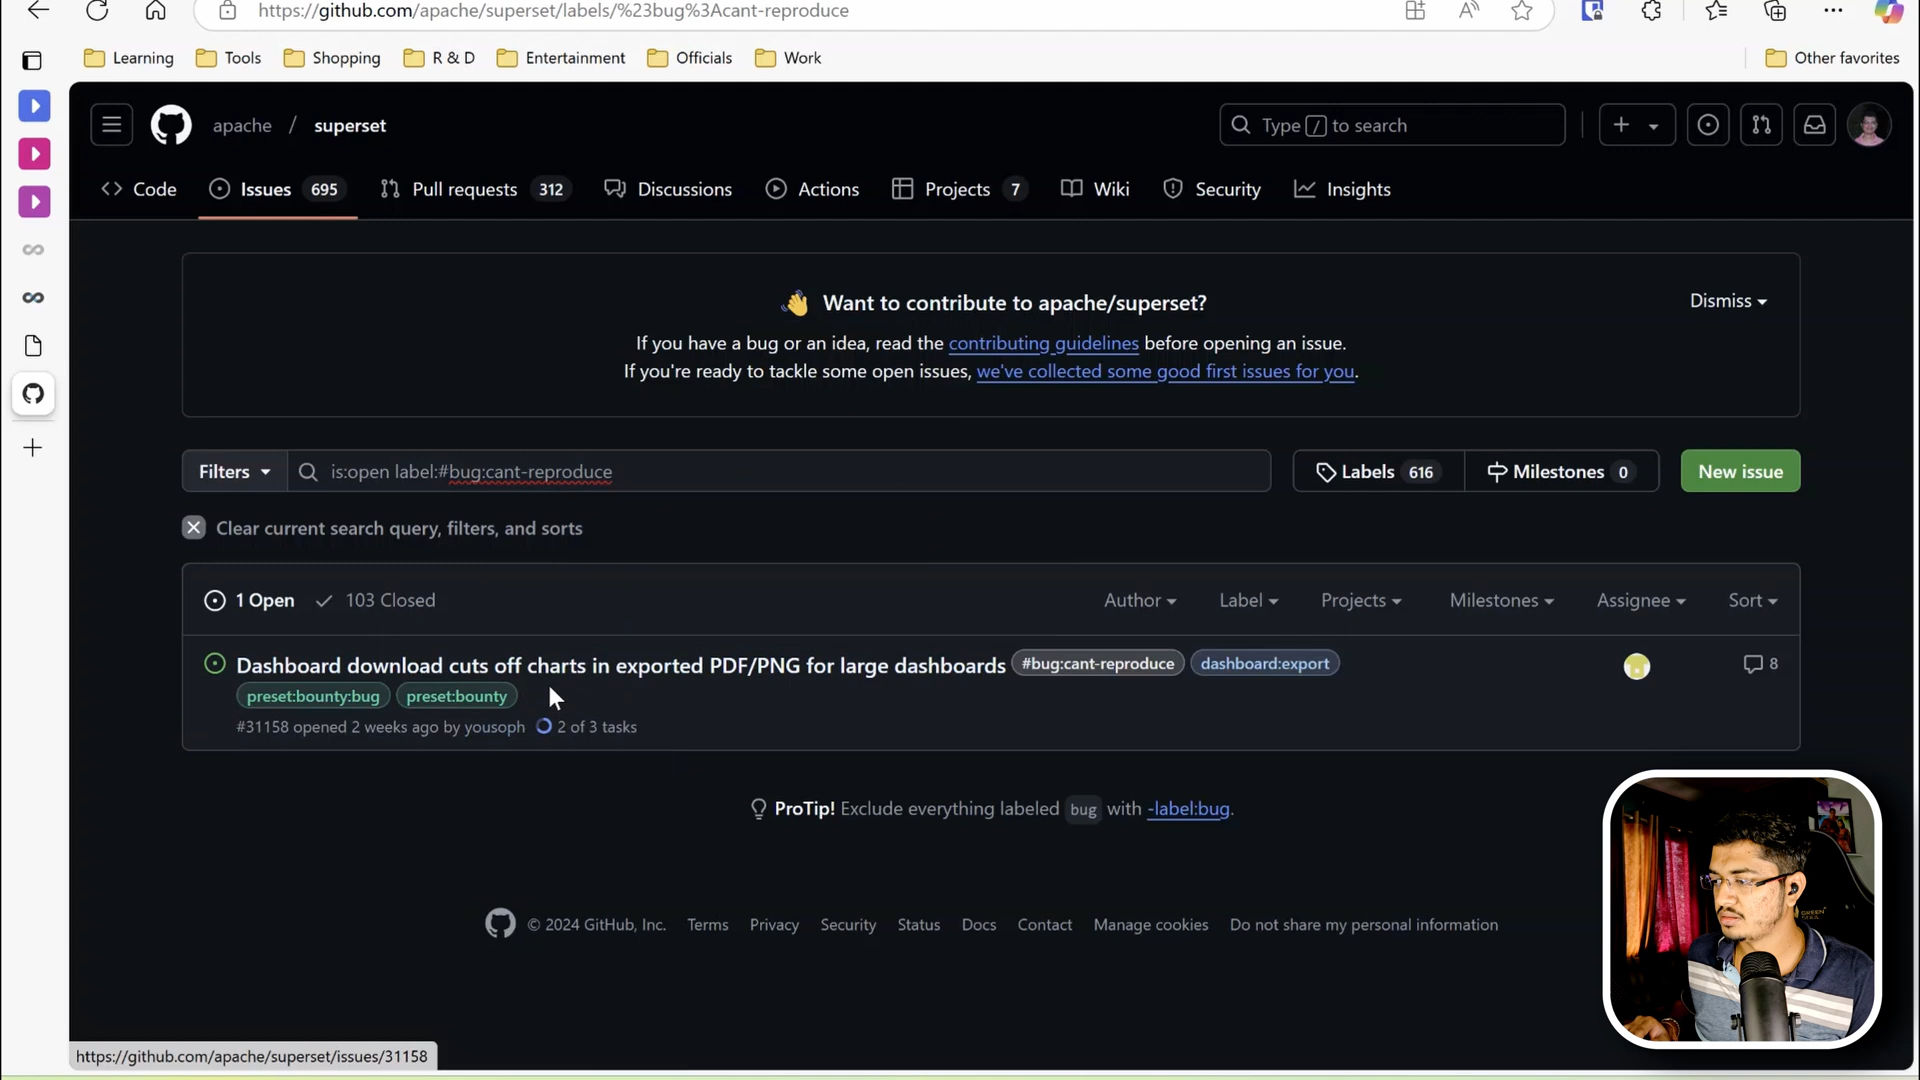 https://github.com/apache/superset/labels/%23bug%3Acant-reproduce
Learning Tools Shopping R & D Entertainment Officials Work Other favorites
apache / superset Type / to search
Code Issues 695 Pull requests 312 Discussions Actions Projects 7 Wiki Security Insights
👋 Want to contribute to apache/superset? Dismiss
If you have a bug or an idea, read the contributing guidelines before opening an issue.
If you're ready to tackle some open issues, we've collected some good first issues for you.
Filters is:open label:#bug:cant-reproduce Labels 616 Milestones 0 New issue
Clear current search query, filters, and sorts
1 Open 103 Closed Author Label Projects Milestones Assignee Sort
Dashboard download cuts off charts in exported PDF/PNG for large dashboards #bug:cant-reproduce dashboard:export 8
preset:bounty:bug preset:bounty
#31158 opened 2 weeks ago by yousoph 2 of 3 tasks
ProTip! Exclude everything labeled bug with -label:bug.
© 2024 GitHub, Inc. Terms Privacy Security Status Docs Contact Manage cookies Do not share my personal information
https://github.com/apache/superset/issues/31158